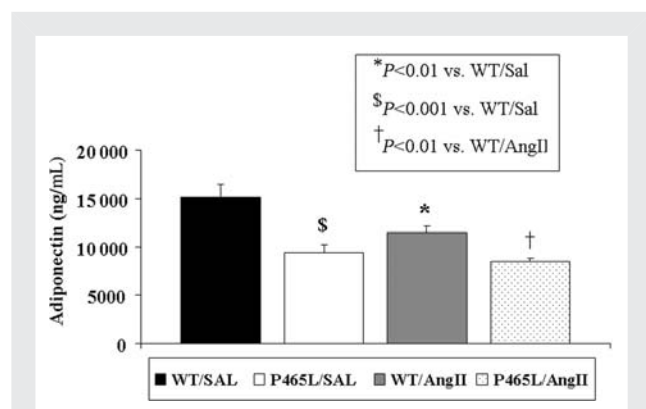 *P<0.01 vs. WT/Sal
$P<0.001 vs. WT/Sal
†P<0.01 vs. WT/AngII
Adiponectin (ng/mL)
20 000
15 000
10 000
5000
0
$
*
†
WT/SAL P465L/SAL WT/AngII P465L/AngII